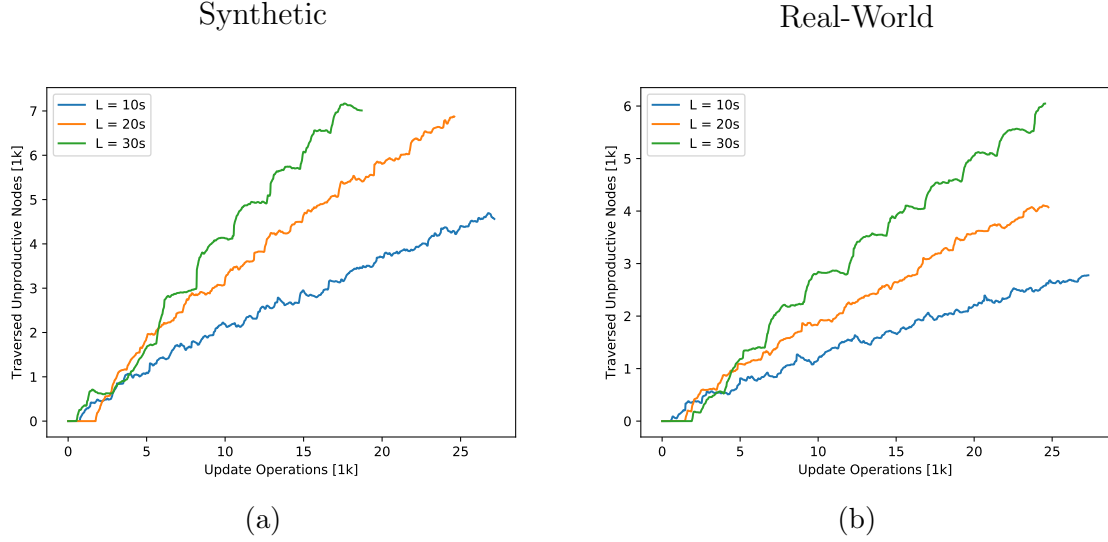 Synthetic
Real-World
7
6
5
4
3
2
1
0
Traversed Unproductive Nodes [1k]
L = 10s
L = 20s
L = 30s
0 5 10 15 20 25
Update Operations [1k]
(a)
6
5
4
3
2
1
0
Traversed Unproductive Nodes [1k]
L = 10s
L = 20s
L = 30s
0 5 10 15 20 25
Update Operations [1k]
(b)